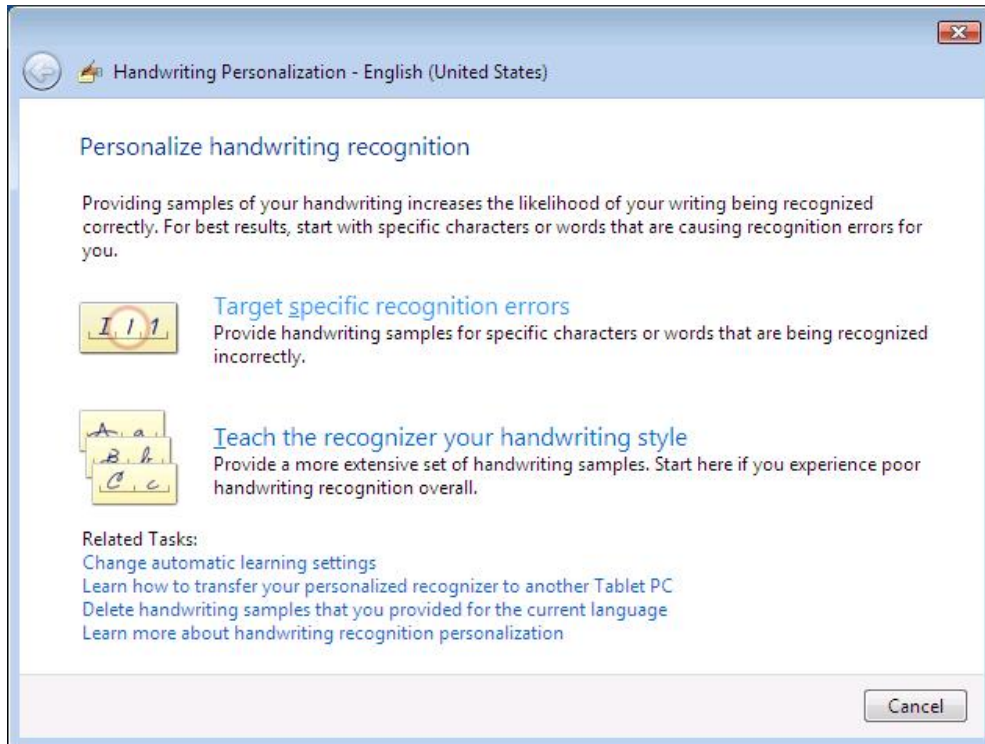 Handwriting Personalization - English (United States)
Personalize handwriting recognition
Providing samples of your handwriting increases the likelihood of your writing being recognized
correctly. For best results, start with specific characters or words that are causing recognition errors for
you.
I 1 1
Target specific recognition errors
Provide handwriting samples for specific characters or words that are being recognized
incorrectly.
A a
B b
C c
Teach the recognizer your handwriting style
Provide a more extensive set of handwriting samples. Start here if you experience poor
handwriting recognition overall.
Related Tasks:
Change automatic learning settings
Learn how to transfer your personalized recognizer to another Tablet PC
Delete handwriting samples that you provided for the current language
Learn more about handwriting recognition personalization
Cancel